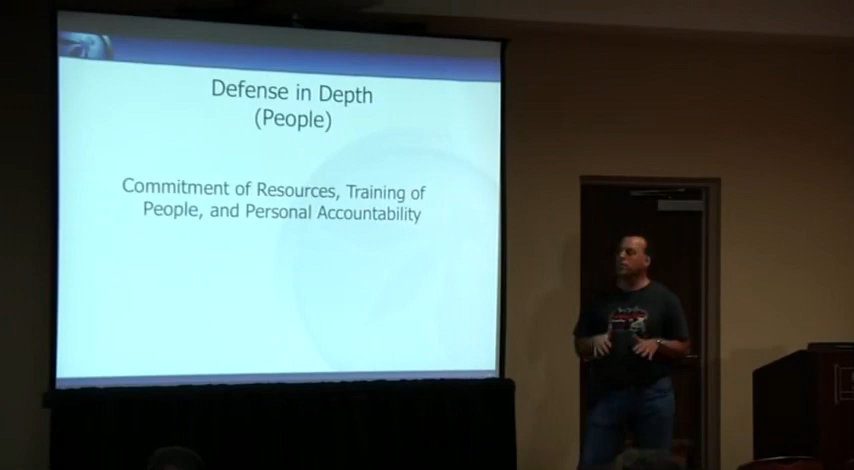 Defense in Depth
(People)
Commitment of Resources, Training of
People, and Personal Accountability